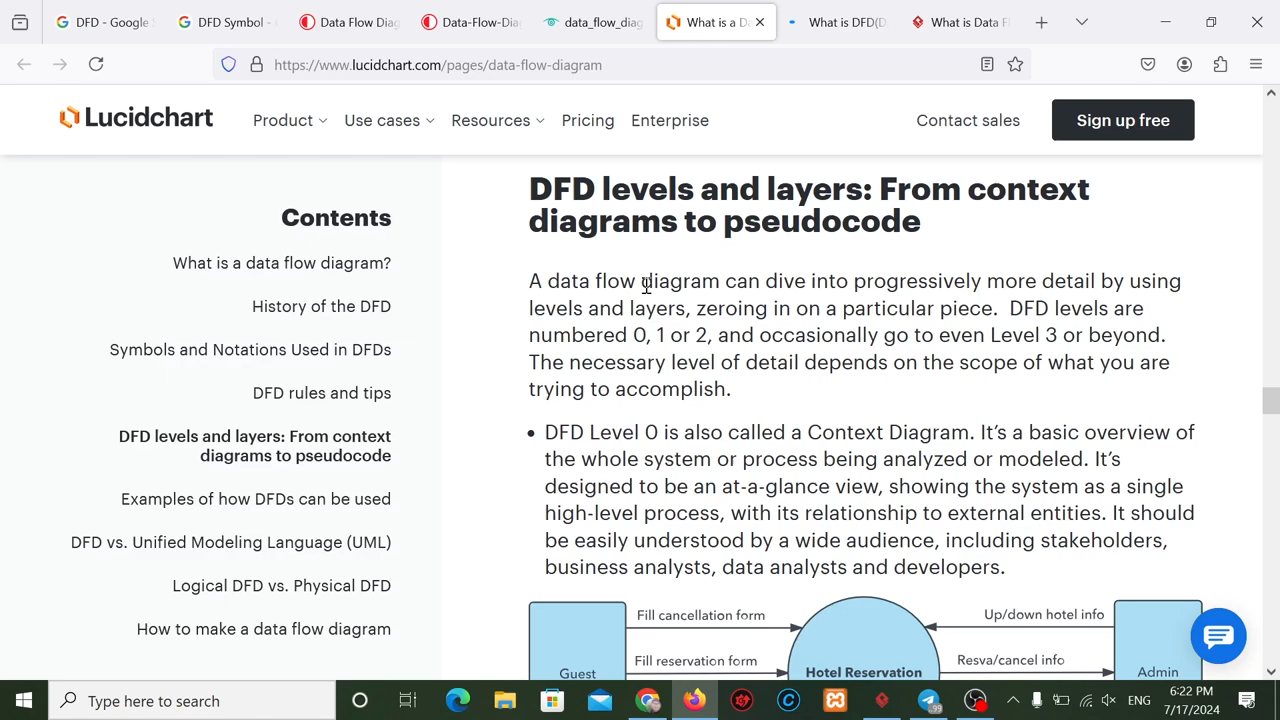 DFD - Google
DFD Symbol -
Data Flow Diag
Data-Flow-Dia
data_flow_diag
What is a Da
What is DFD(D
What is Data F
https://www.lucidchart.com/pages/data-flow-diagram
Lucidchart
Product
Use cases
Resources
Pricing
Enterprise
Contact sales
Sign up free
Contents
What is a data flow diagram?
History of the DFD
Symbols and Notations Used in DFDs
DFD rules and tips
DFD levels and layers: From context
diagrams to pseudocode
Examples of how DFDs can be used
DFD vs. Unified Modeling Language (UML)
Logical DFD vs. Physical DFD
How to make a data flow diagram
DFD levels and layers: From context
diagrams to pseudocode
A data flow diagram can dive into progressively more detail by using
levels and layers, zeroing in on a particular piece.  DFD levels are
numbered 0, 1 or 2, and occasionally go to even Level 3 or beyond.
The necessary level of detail depends on the scope of what you are
trying to accomplish.
• DFD Level 0 is also called a Context Diagram. It’s a basic overview of
the whole system or process being analyzed or modeled. It’s
designed to be an at-a-glance view, showing the system as a single
high-level process, with its relationship to external entities. It should
be easily understood by a wide audience, including stakeholders,
business analysts, data analysts and developers.
Fill cancellation form
Up/down hotel info
Fill reservation form
Resva/cancel info
Guest
Hotel Reservation
Admin
Type here to search
99
ENG
6:22 PM
7/17/2024